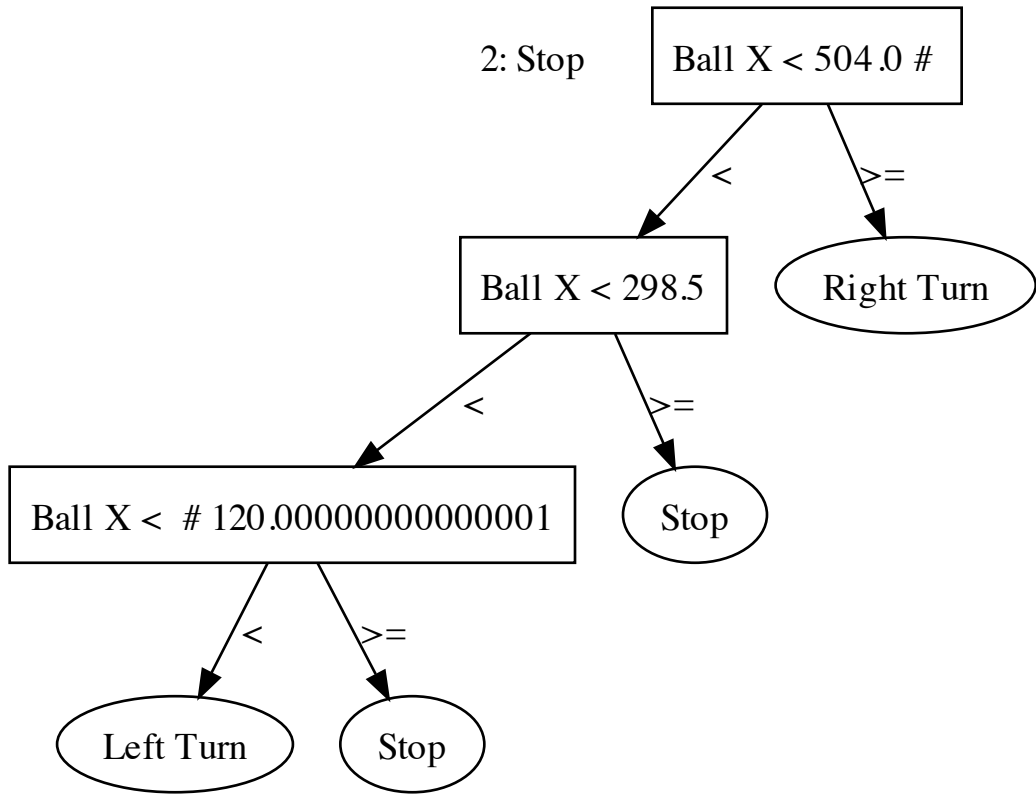 2: Stop
Ball X < 504.0 #
<
>=
Ball X < 298.5
Right Turn
<
>=
Ball X <  # 120.00000000000001
Stop
<
>=
Left Turn
Stop